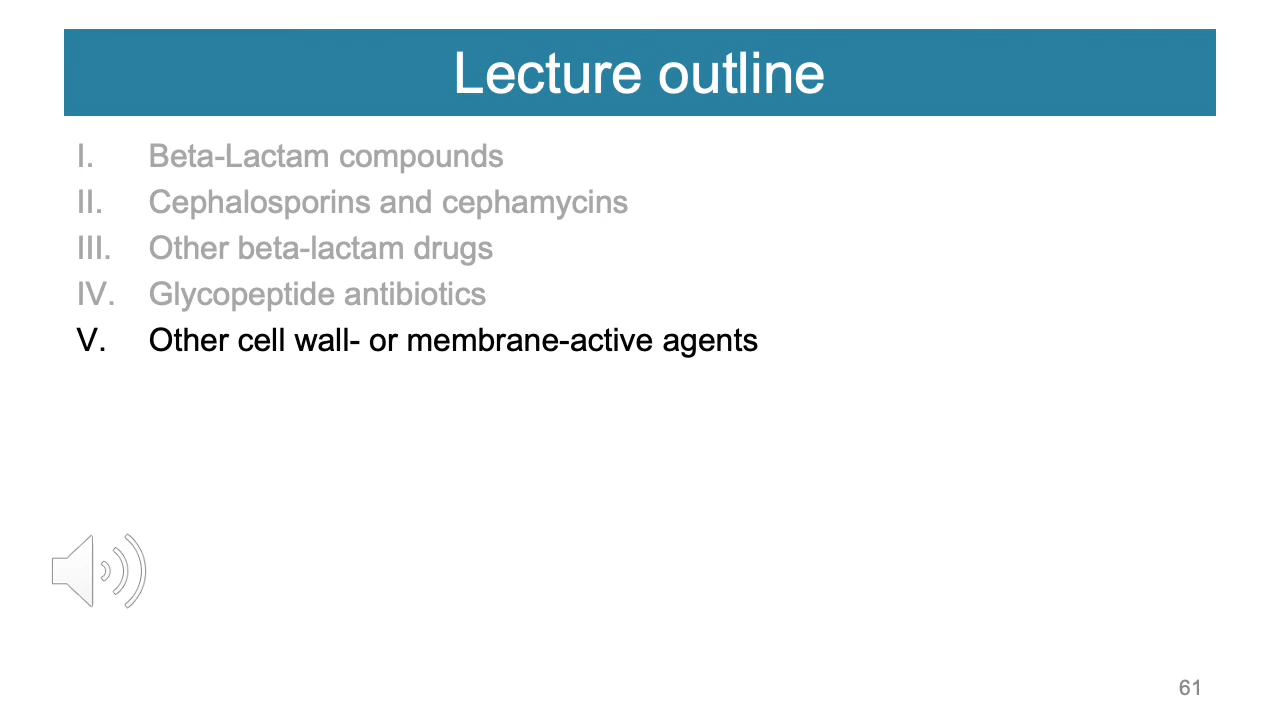 Lecture outline
I. Beta-Lactam compounds
II. Cephalosporins and cephamycins
III. Other beta-lactam drugs
IV. Glycopeptide antibiotics
V. Other cell wall- or membrane-active agents
61